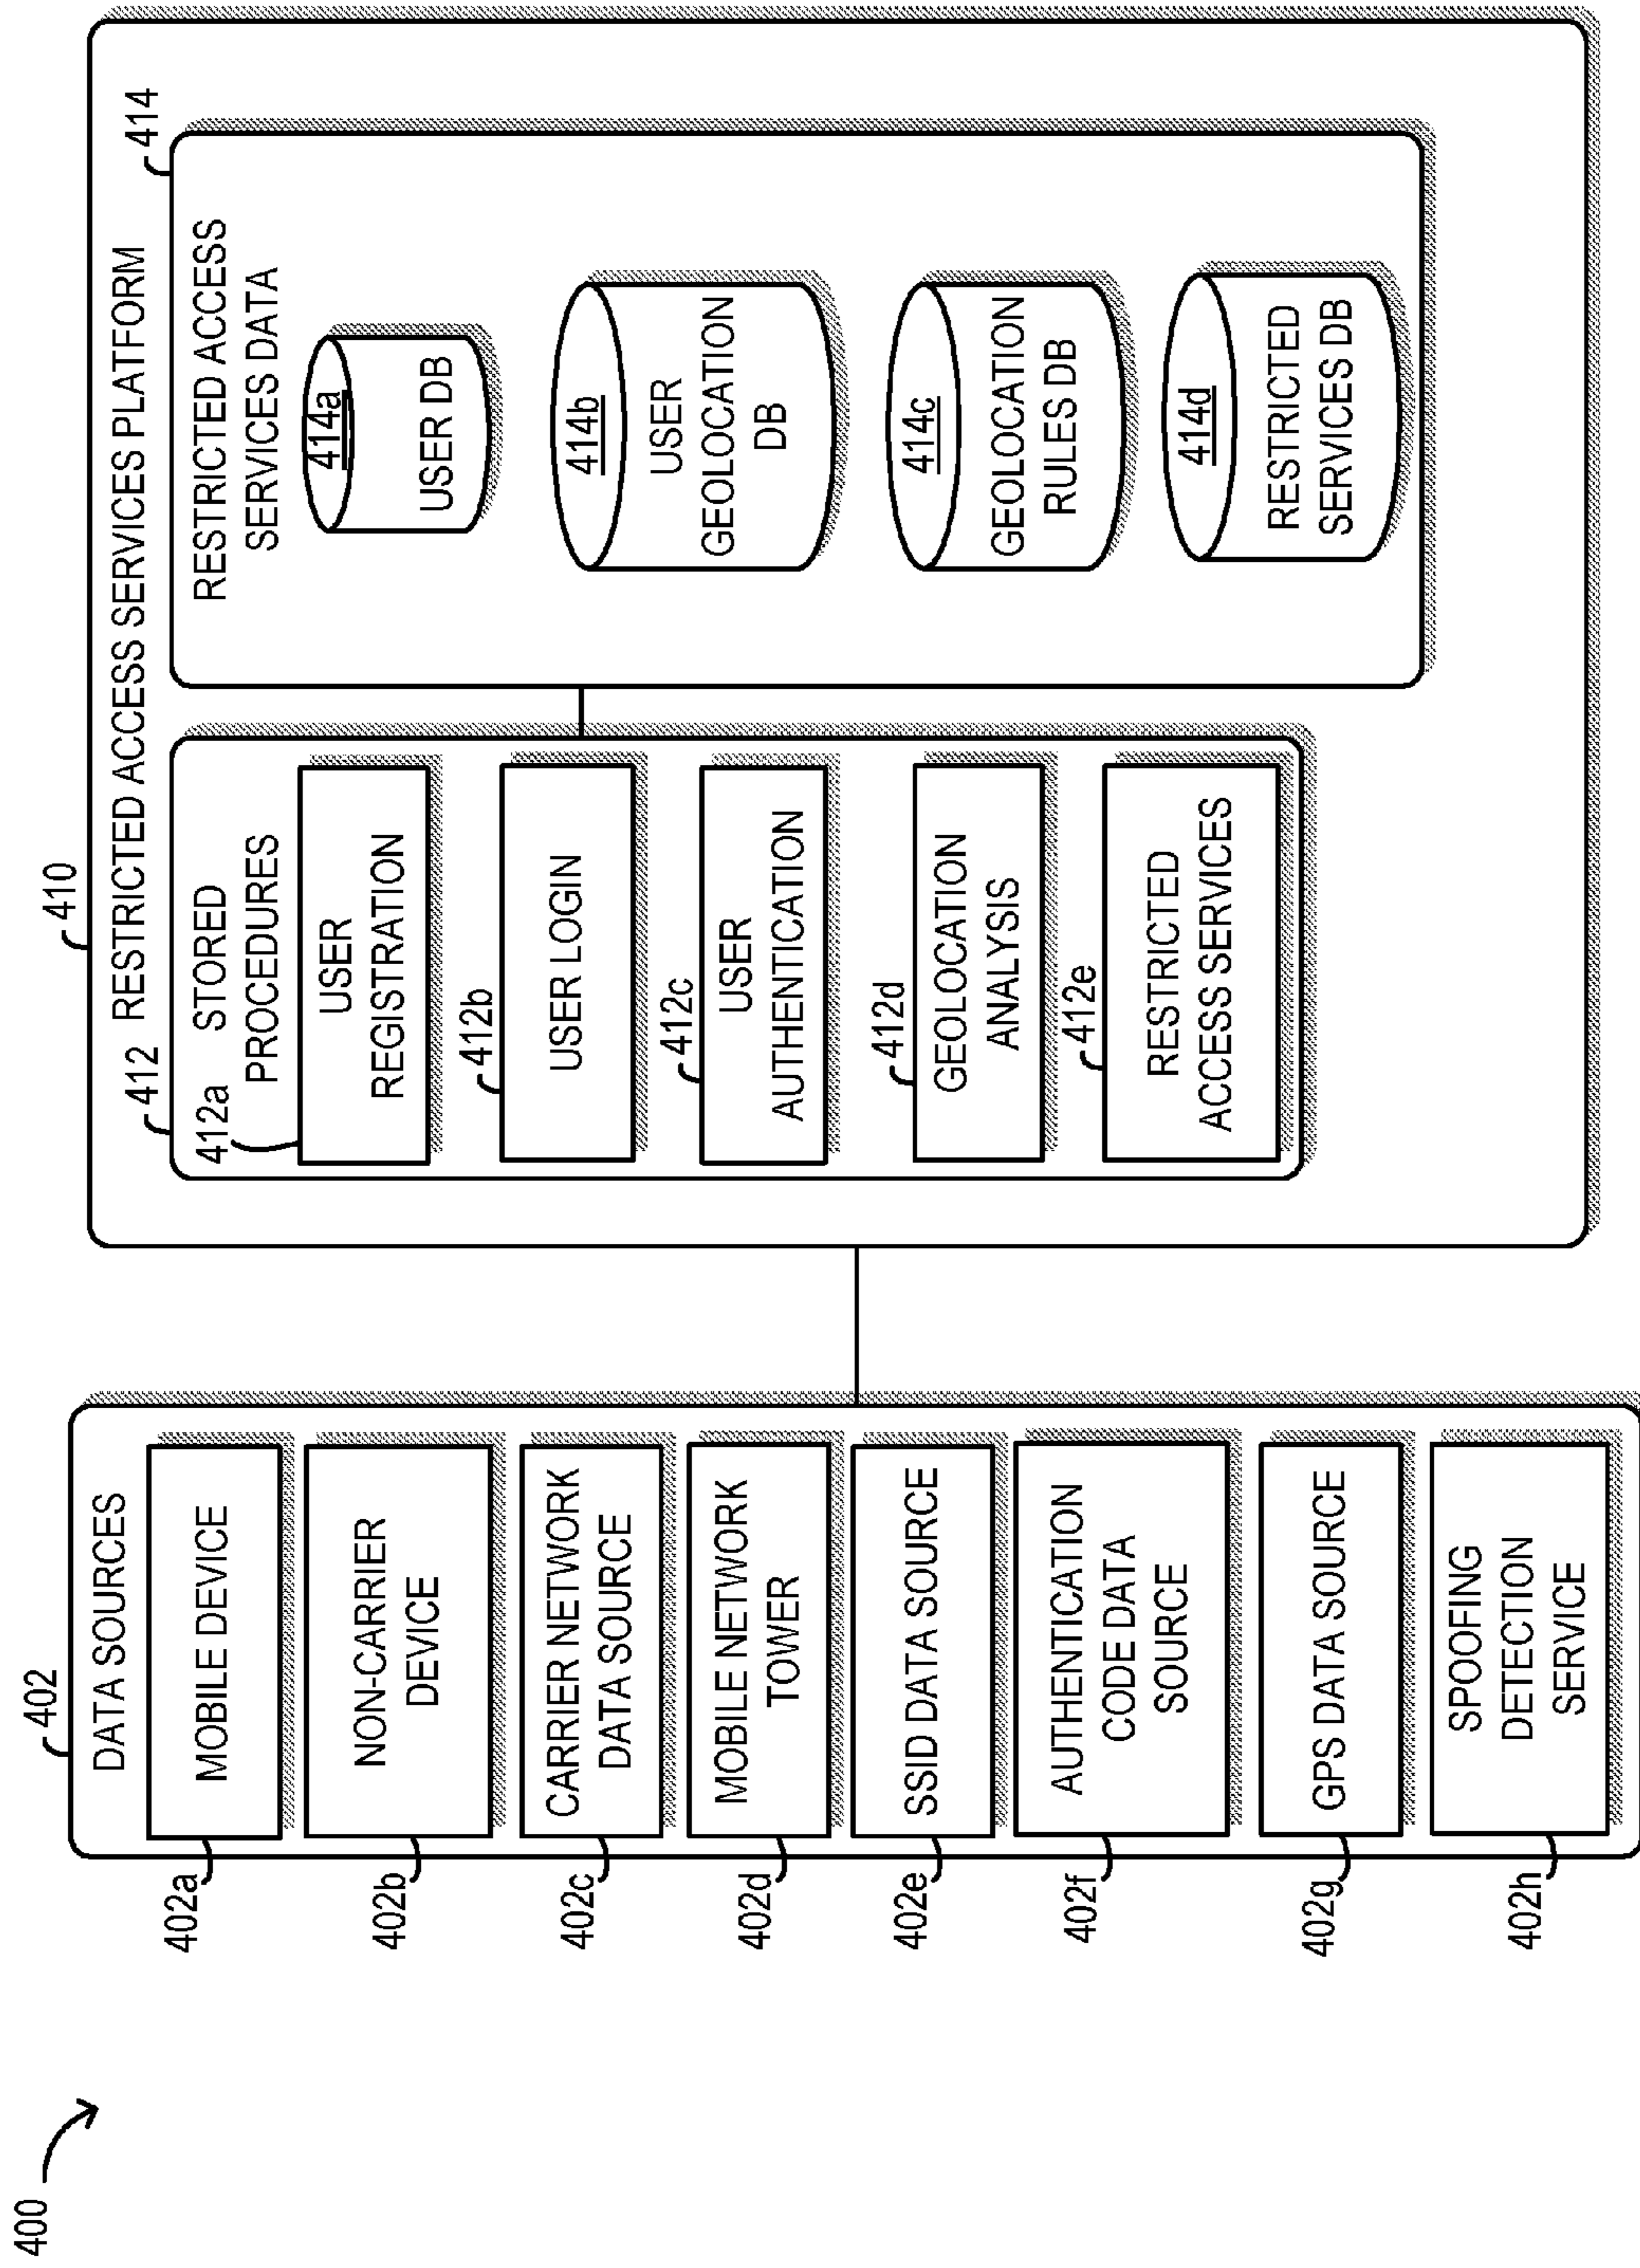 400
402
DATA SOURCES
402a
MOBILE DEVICE
402b
NON-CARRIER
DEVICE
402c
CARRIER NETWORK
DATA SOURCE
402d
MOBILE NETWORK
TOWER
402e
SSID DATA SOURCE
402f
AUTHENTICATION
CODE DATA
SOURCE
402g
GPS DATA SOURCE
402h
SPOOFING
DETECTION
SERVICE
410
RESTRICTED ACCESS SERVICES PLATFORM
412
STORED
PROCEDURES
412a
USER
REGISTRATION
412b
USER LOGIN
412c
USER
AUTHENTICATION
412d
GEOLOCATION
ANALYSIS
412e
RESTRICTED
ACCESS SERVICES
414
RESTRICTED ACCESS
SERVICES DATA
414a
USER DB
414b
USER
GEOLOCATION
DB
414c
GEOLOCATION
RULES DB
414d
RESTRICTED
SERVICES DB